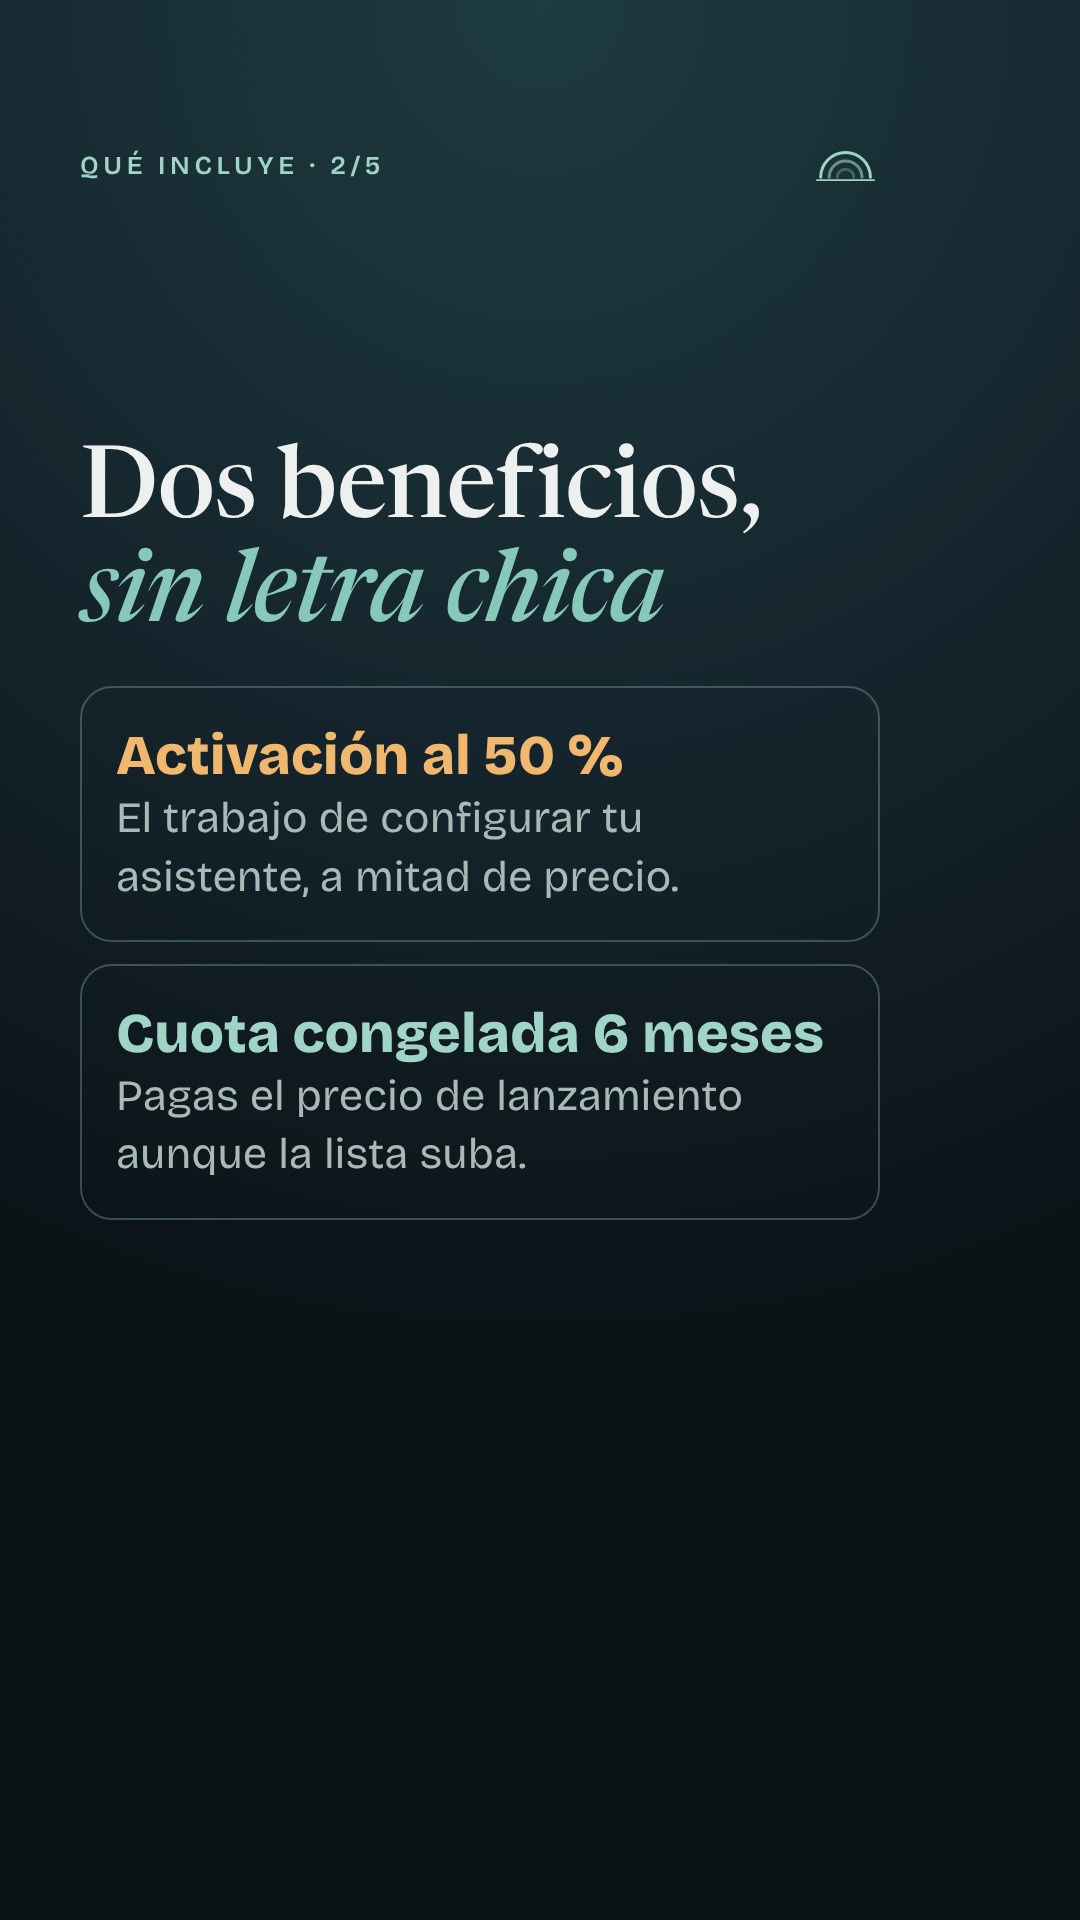 QUÉ INCLUYE · 2/5
Dos beneficios,
sin letra chica
Activación al 50 %
El trabajo de configurar tu
asistente, a mitad de precio.
Cuota congelada 6 meses
Pagas el precio de lanzamiento
aunque la lista suba.